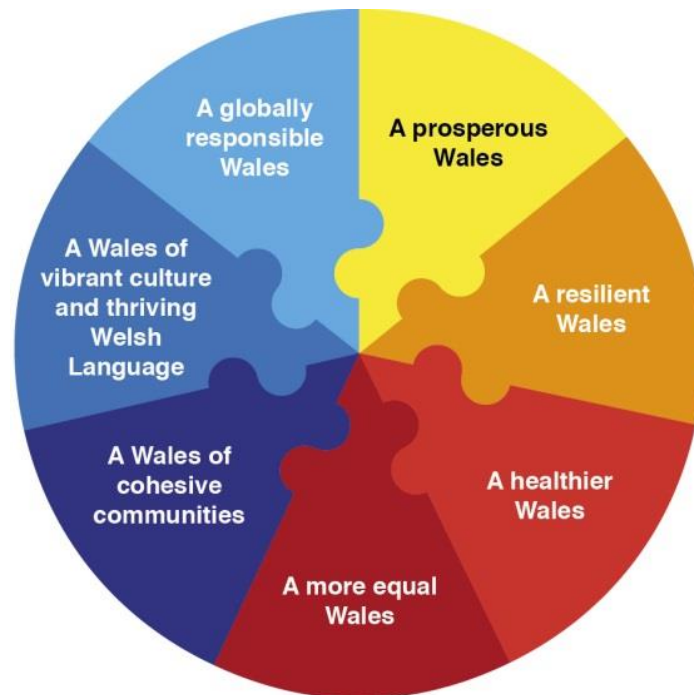 A globally
responsible
Wales
A prosperous
Wales
A resilient
Wales
A healthier
Wales
A more equal
Wales
A Wales of
cohesive
communities
A Wales of
vibrant culture
and thriving
Welsh
Language